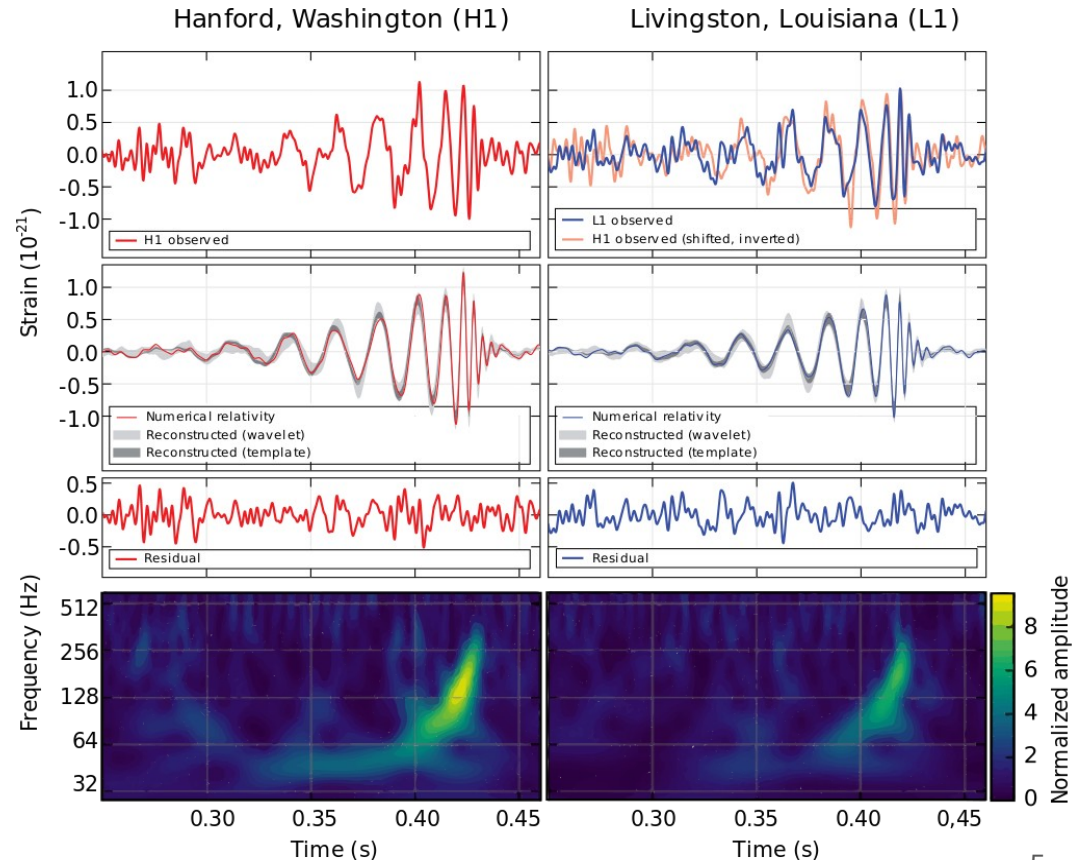 Hanford, Washington (H1)
Livingston, Louisiana (L1)
Strain (10⁻²¹)
1.0
0.5
0.0
-0.5
-1.0
H1 observed
L1 observed
H1 observed (shifted, inverted)
1.0
0.5
0.0
-0.5
-1.0
Numerical relativity
Reconstructed (wavelet)
Reconstructed (template)
Numerical relativity
Reconstructed (wavelet)
Reconstructed (template)
0.5
0.0
-0.5
Residual
Residual
Frequency (Hz)
512
256
128
64
32
Normalized amplitude
8
6
4
2
0
0.30
0.35
0.40
0.45
0,30
0.35
0.40
0,45
Time (s)
Time (s)